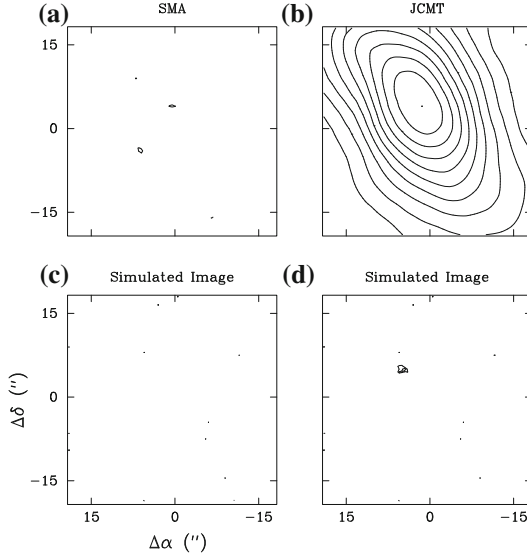 (a) SMA
(b) JCMT
15
0
−15
(c) Simulated Image
(d) Simulated Image
15
0
−15
Δδ (″)
15 0 −15
15 0 −15
Δα (″)